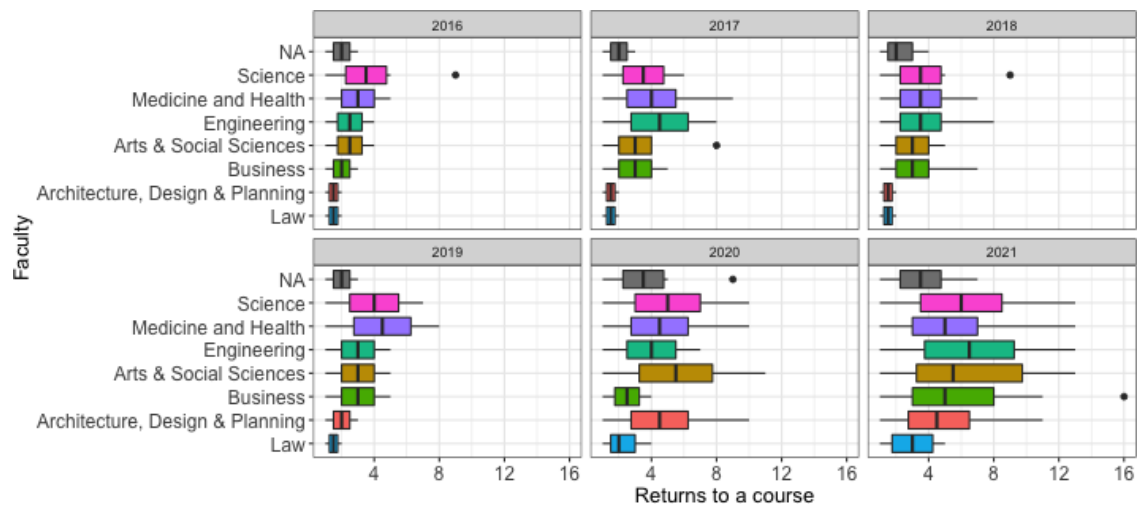 2016
2017
2018
NA
Science
Medicine and Health
Engineering
Arts & Social Sciences
Business
Architecture, Design & Planning
Law
Faculty
2019
2020
2021
NA
Science
Medicine and Health
Engineering
Arts & Social Sciences
Business
Architecture, Design & Planning
Law
4 8 12 16
4 8 12 16
4 8 12 16
Returns to a course